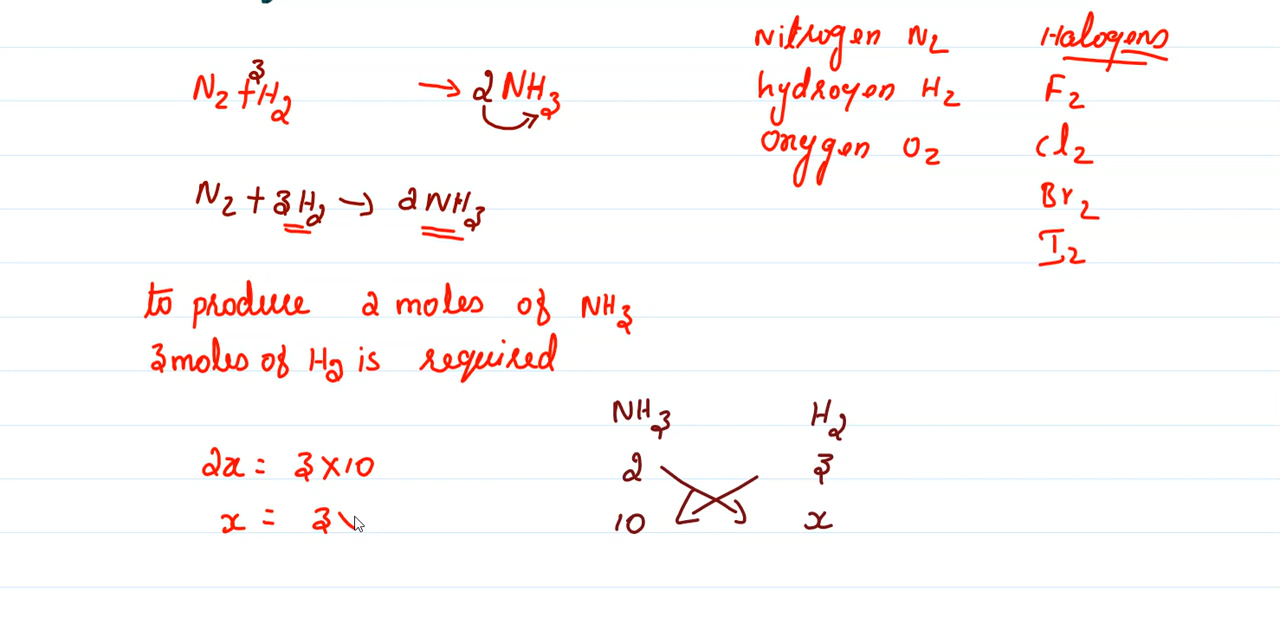 N2 + 3H2 → 2NH3
N2 + 3H2 → 2NH3
Nitrogen N2
hydrogen H2
Oxygen O2
Halogens
F2
Cl2
Br2
I2
to produce 2 moles of NH3
3 moles of H2 is required
NH3 H2
2 3
10 x
2x = 3 x 10
x = 3